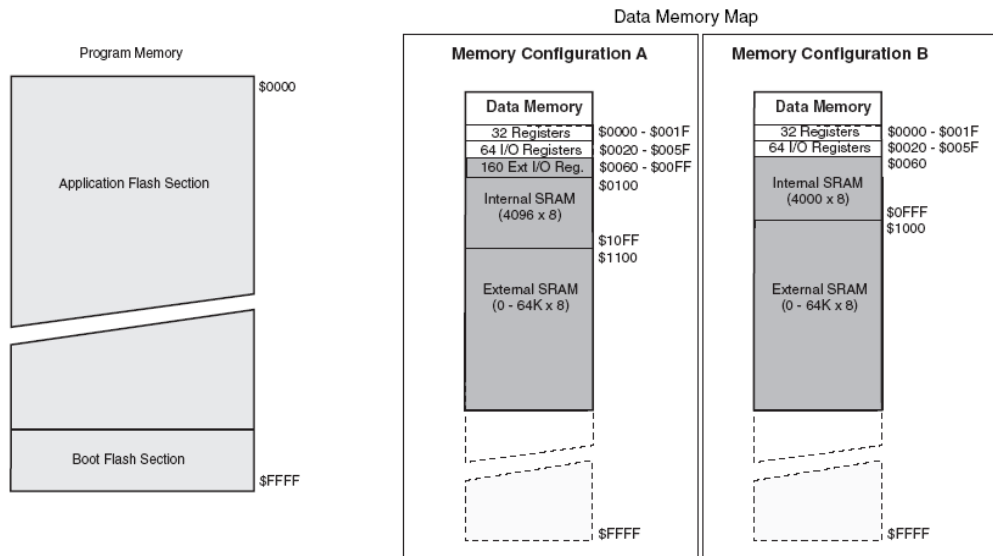 Data Memory Map
Program Memory
$0000
Application Flash Section
Boot Flash Section
$FFFF
Memory Configuration A
Data Memory
32 Registers
$0000 - $001F
64 I/O Registers
$0020 - $005F
160 Ext I/O Reg.
$0060 - $00FF
$0100
Internal SRAM
(4096 x 8)
$10FF
$1100
External SRAM
(0 - 64K x 8)
$FFFF
Memory Configuration B
Data Memory
32 Registers
$0000 - $001F
64 I/O Registers
$0020 - $005F
$0060
Internal SRAM
(4000 x 8)
$0FFF
$1000
External SRAM
(0 - 64K x 8)
$FFFF